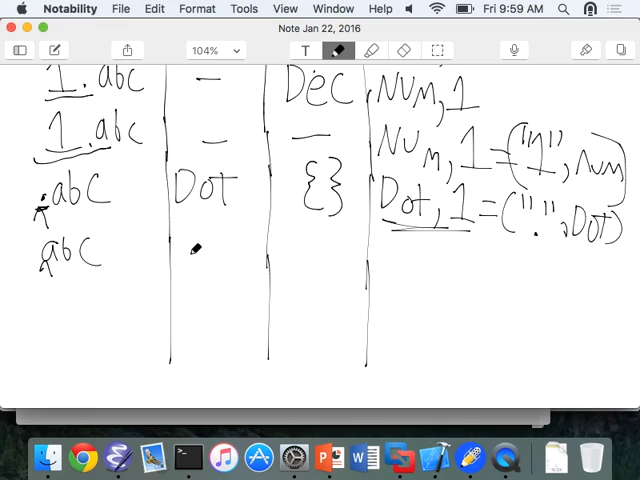 Notability File Edit Format Tools View Window Help Fri 9:59 AM
Note Jan 22, 2016
104% T
1.abc – Dec Num, 1
1.abc – – Num, 1 = ("1", Num)
.abc Dot {} Dot, 1 = (".", Dot)
abc